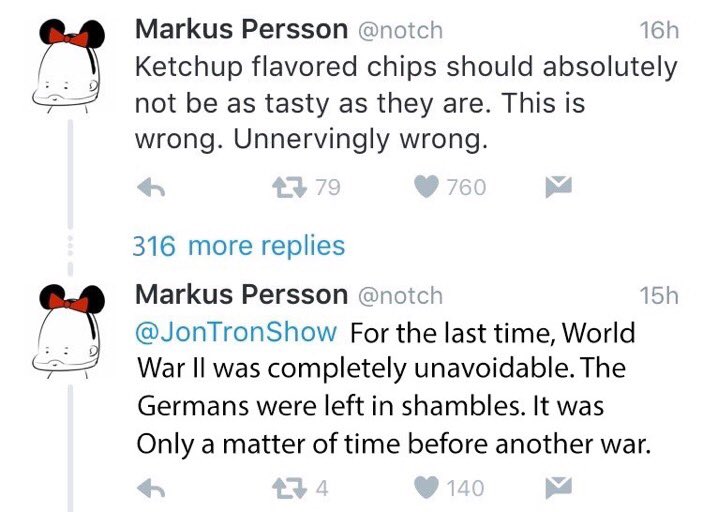 Markus Persson @notch 16h
Ketchup flavored chips should absolutely
not be as tasty as they are. This is
wrong. Unnervingly wrong.
79 760
316 more replies
Markus Persson @notch 15h
@JonTronShow For the last time, World
War II was completely unavoidable. The
Germans were left in shambles. It was
Only a matter of time before another war.
4 140